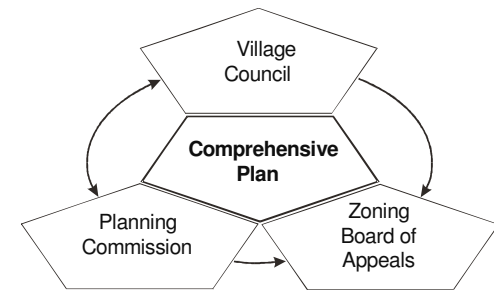 Village
Council
Comprehensive
Plan
Planning
Commission
Zoning
Board of
Appeals